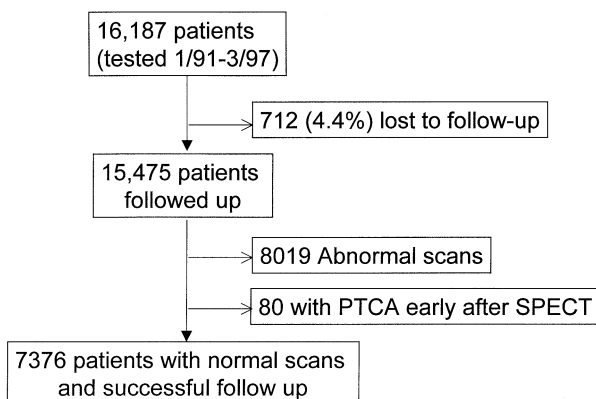 16,187 patients
(tested 1/91-3/97)
712 (4.4%) lost to follow-up
15,475 patients
followed up
8019 Abnormal scans
80 with PTCA early after SPECT
7376 patients with normal scans
and successful follow up